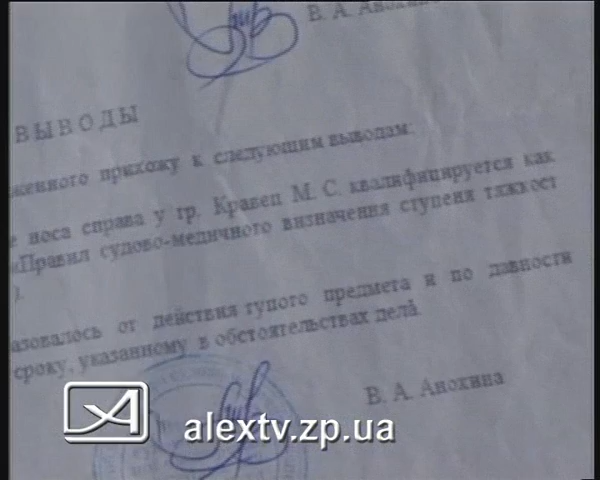 В. А. Анохин
ВЫВОДЫ
женного прихожу к следующим выводам:
е носа справа у гр. Кравец М. С. квалифицируется как
«Правил судово-медичного визначення ступеня тяжкост
).
азовалось от действия тупого предмета и по давности
сроку, указанному в обстоятельствах дела.
В. А. Анохина
alextv.zp.ua